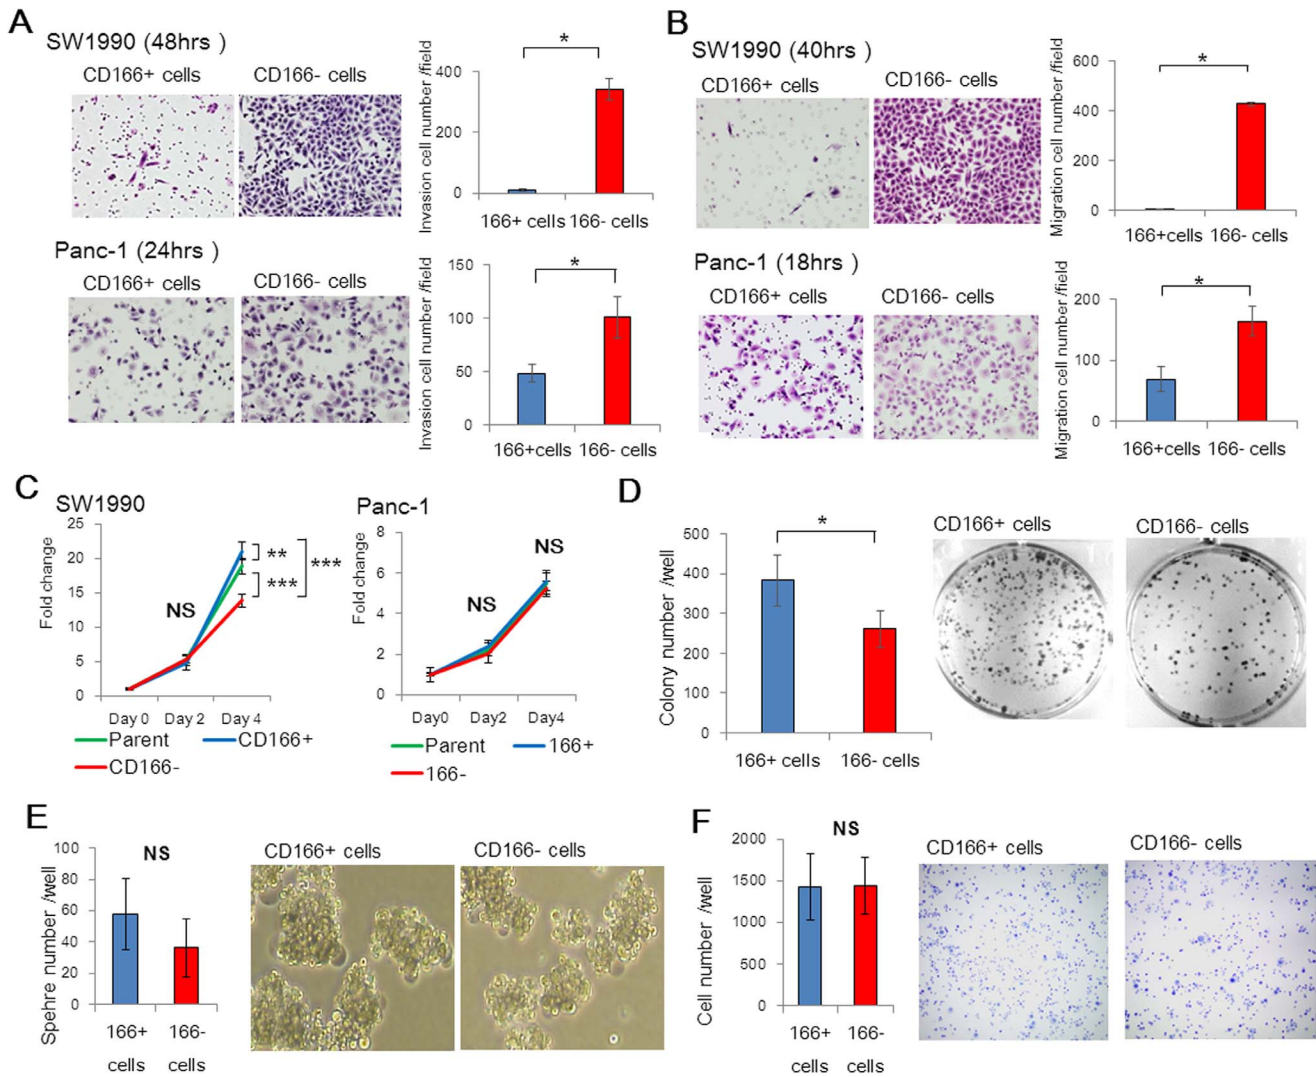 A
SW1990 (48hrs )
CD166+ cells
CD166- cells
Invasion cell number /field
400
200
0
*
166+ cells
166- cells
Panc-1 (24hrs )
CD166+ cells
CD166- cells
Invasion cell number /field
150
100
50
0
*
166+cells
166- cells
B
SW1990 (40hrs )
CD166+ cells
CD166- cells
Migration cell number/field
600
400
200
0
*
166+cells
166- cells
Panc-1 (18hrs )
CD166+ cells
CD166- cells
Migration cell number /field
200
100
0
*
166+cells
166- cells
C
SW1990
Fold change
25
20
15
10
5
0
NS
**
***
***
Day 0
Day 2
Day 4
Parent
CD166+
CD166-
Panc-1
Fold change
8
6
4
2
0
NS
NS
Day0
Day2
Day4
Parent
166+
166-
D
Colony number /well
500
400
300
200
100
0
*
166+ cells
166- cells
CD166+ cells
CD166- cells
E
Spehre number /well
100
80
60
40
20
0
NS
166+
cells
166-
cells
CD166+ cells
CD166- cells
F
Cell number /well
2000
1500
1000
500
0
NS
166+
cells
166-
cells
CD166+ cells
CD166- cells